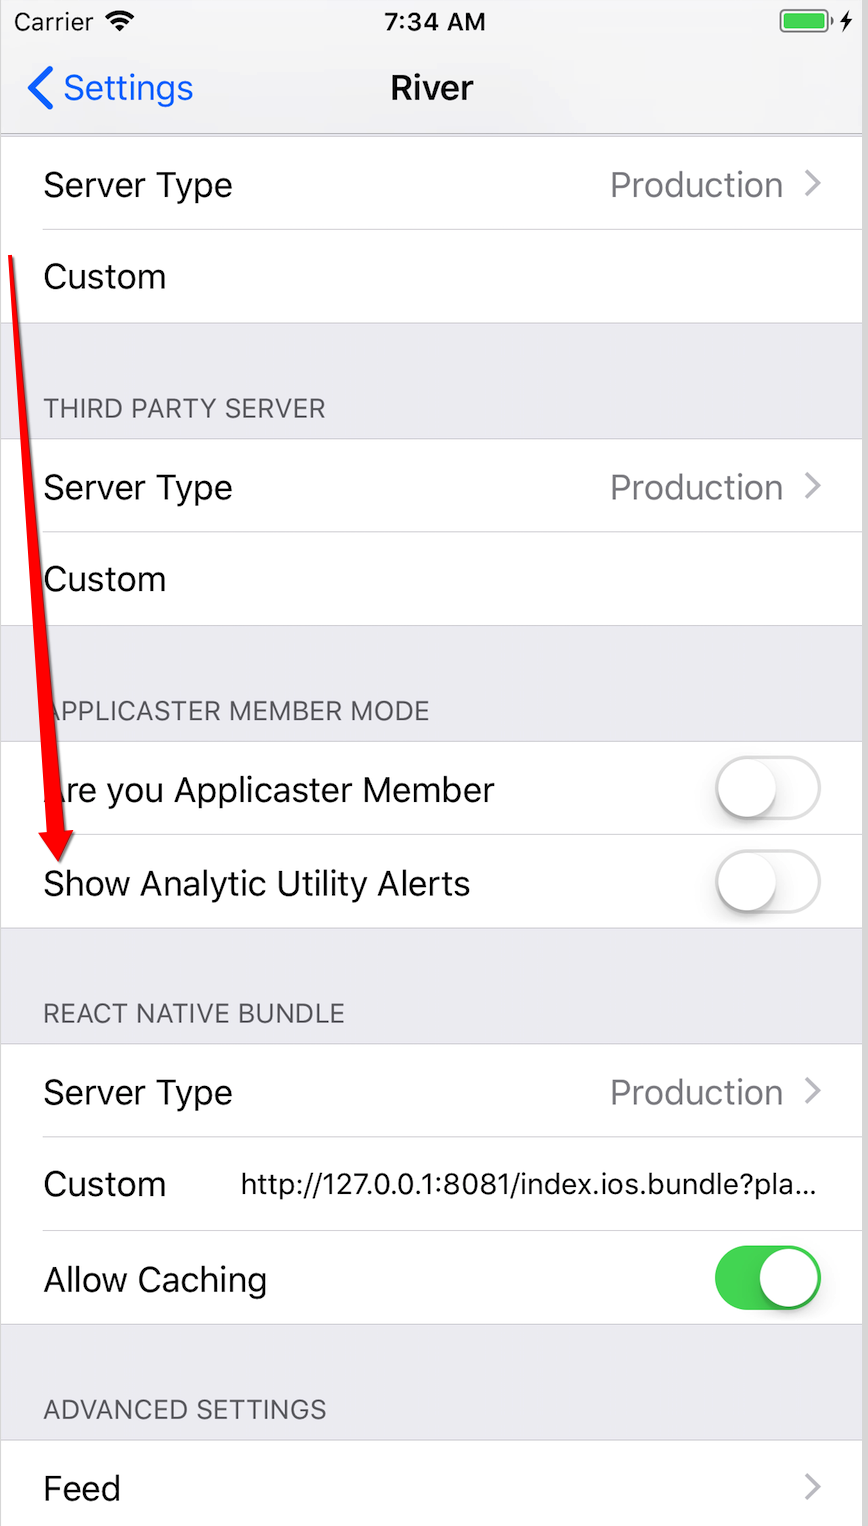 Carrier 7:34 AM
Settings River
Server Type Production
Custom
THIRD PARTY SERVER
Server Type Production
Custom
APPLICASTER MEMBER MODE
Are you Applicaster Member
Show Analytic Utility Alerts
REACT NATIVE BUNDLE
Server Type Production
Custom http://127.0.0.1:8081/index.ios.bundle?pla...
Allow Caching
ADVANCED SETTINGS
Feed